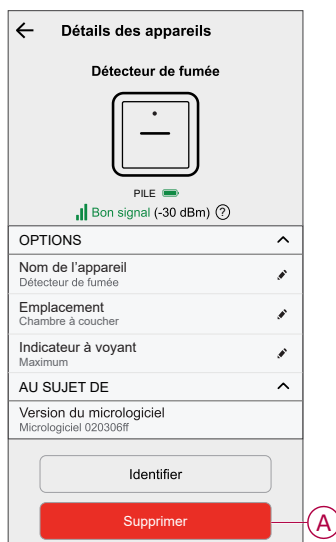 Détails des appareils
Détecteur de fumée
PILE
Bon signal (-30 dBm) ?
OPTIONS
Nom de l'appareil
Détecteur de fumée
Emplacement
Chambre à coucher
Indicateur à voyant
Maximum
AU SUJET DE
Version du micrologiciel
Micrologiciel 020306ff
Identifier
Supprimer
A